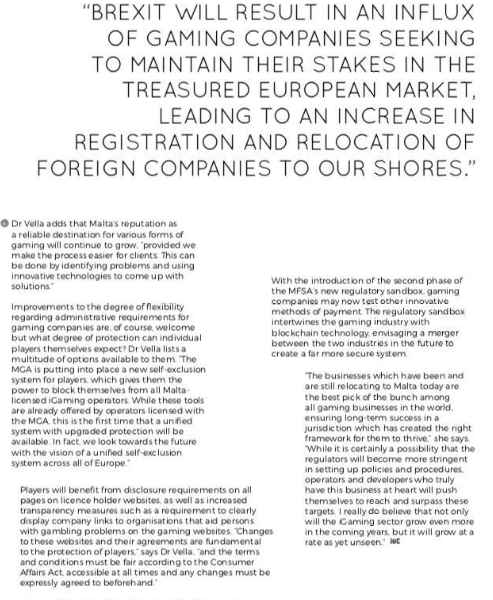 “BREXIT WILL RESULT IN AN INFLUX
OF GAMING COMPANIES SEEKING
TO MAINTAIN THEIR STAKES IN THE
TREASURED EUROPEAN MARKET,
LEADING TO AN INCREASE IN
REGISTRATION AND RELOCATION OF
FOREIGN COMPANIES TO OUR SHORES.”
Dr Vella adds that Malta's reputation as
a reliable destination for various forms of
gaming will continue to grow, "provided we
make the process easier for clients. This can
be done by identifying problems and using
innovative technologies to come up with
solutions."
Improvements to the degree of flexibility
regarding administrative requirements for
gaming companies are, of course, welcome
but what degree of protection can individual
players themselves expect? Dr Vella lists a
multitude of options available to them. "The
MGA is putting into place a new self-exclusion
system for players, which gives them the
power to block themselves from all Malta-
licensed iGaming operators. While these tools
are already offered by operators licensed with
the MGA, this is the first time that a unified
system with upgraded protection will be
available. In fact, we look towards the future
with the vision of a unified self-exclusion
system across all of Europe."
Players will benefit from disclosure requirements on all
pages on licence holder websites, as well as increased
transparency measures such as a requirement to clearly
display company links to organisations that aid persons
with gambling problems on the gaming websites. "Changes
to these websites and their agreements are fundamental
to the protection of players," says Dr Vella, "and the terms
and conditions must be fair according to the Consumer
Affairs Act, accessible at all times and any changes must be
expressly agreed to beforehand."
With the introduction of the second phase of
the MFSA's new regulatory sandbox, gaming
companies may now test other innovative
methods of payment. The regulatory sandbox
intertwines the gaming industry with
blockchain technology, envisaging a merger
between the two industries in the future to
create a far more secure system.
"The businesses which have been and
are still relocating to Malta today are
the best pick of the bunch among
all gaming businesses in the world,
ensuring long-term success in a
jurisdiction which has created the right
framework for them to thrive," she says.
"While it is certainly a possibility that the
regulators will become more stringent
in setting up policies and procedures,
operators and developers who truly
have this business at heart will push
themselves to reach and surpass these
targets. I really do believe that not only
will the iGaming sector grow even more
in the coming years, but it will grow at a
rate as yet unseen."